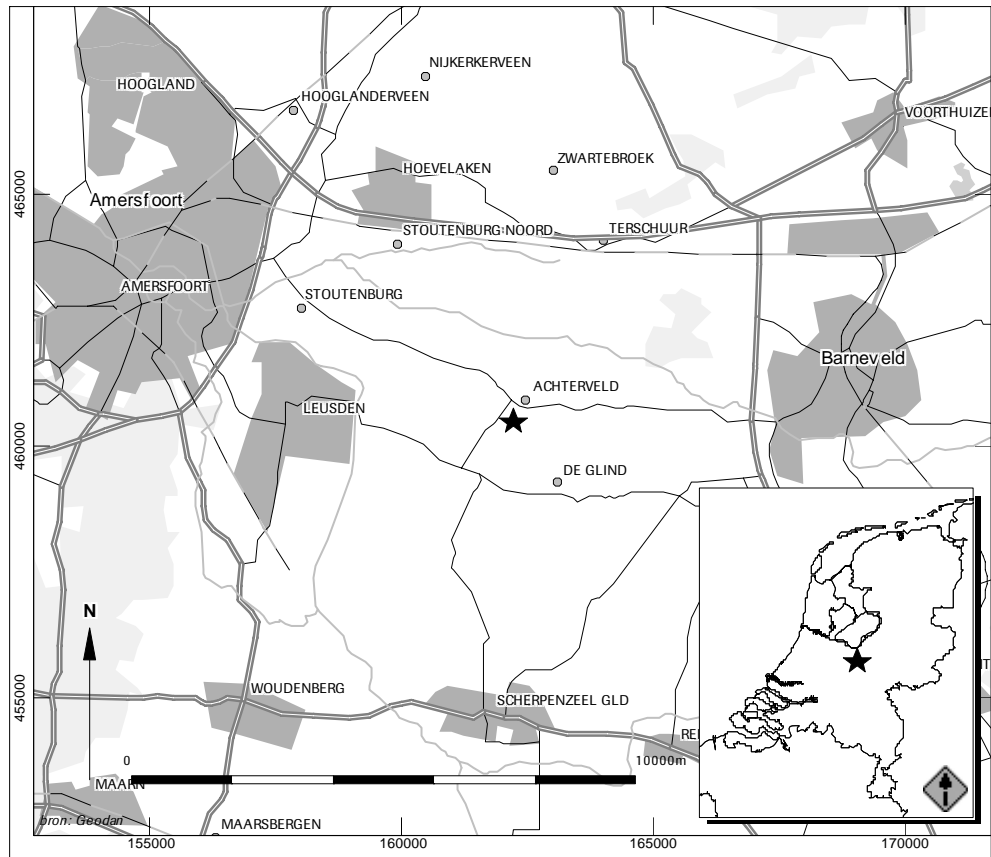 NIJKERKERVEEN
HOOGLAND
HOOGLANDERVEEN
VOORTHUIZE
ZWARTEBROEK
HOEVELAKEN
465000
Amersfoort
STOUTENBURG NOORD
TERSCHUUR
AMERSFOORT
STOUTENBURG
Barneveld
ACHTERVELD
LEUSDEN
460000
DE GLIND
N
455000
WOUDENBERG
SCHERPENZEEL GLD
0
10000m
MAARN
bron: Geodan
MAARSBERGEN
155000
160000
165000
170000